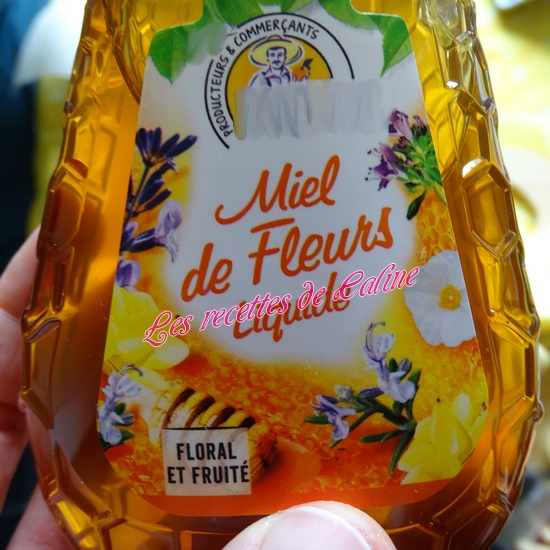 PRODUCTEURS & COMMERÇANTS
Miel
de Fleurs
Liquide
Les recettes de Caline
FLORAL
ET FRUITÉ